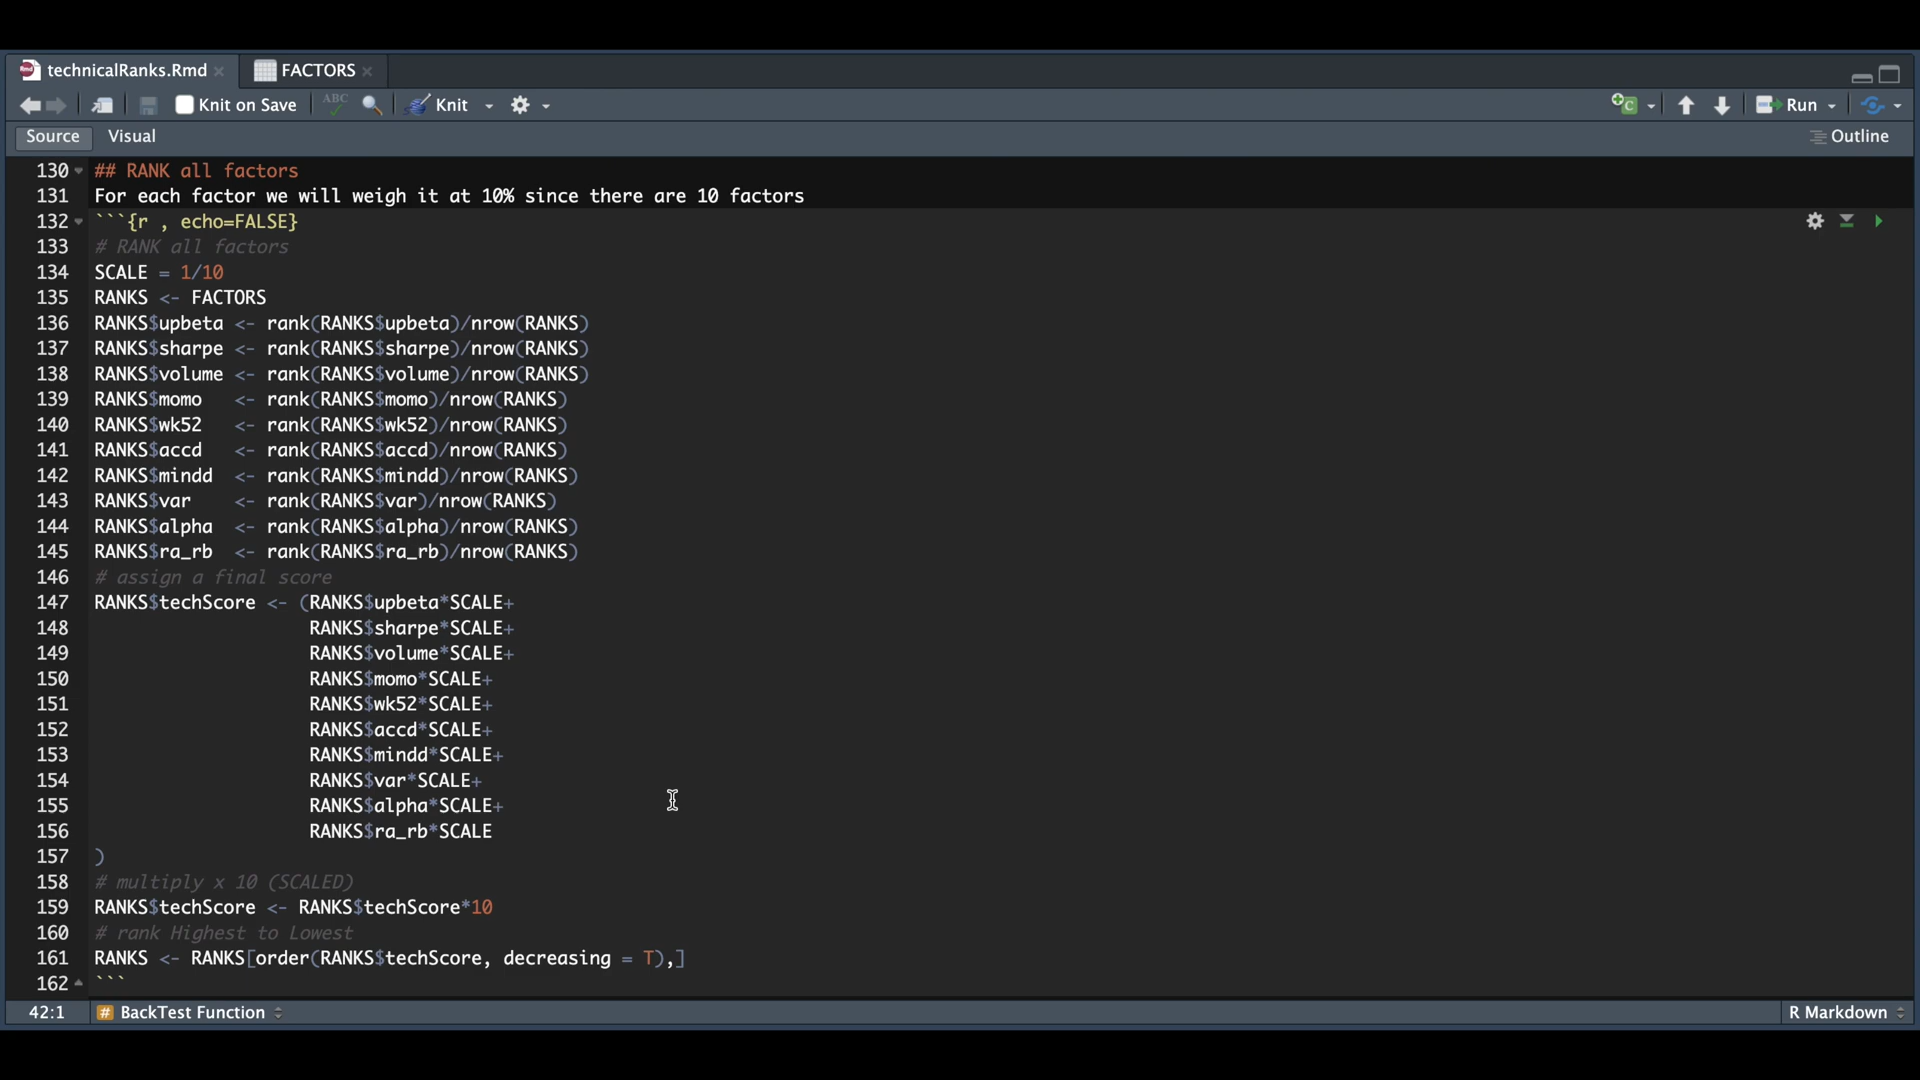 technicalRanks.Rmd FACTORS
Knit on Save ABC Knit Run
Source Visual Outline
130 ## RANK all factors
131 For each factor we will weigh it at 10% since there are 10 factors
132 ```{r , echo=FALSE}
133 # RANK all factors
134 SCALE = 1/10
135 RANKS <- FACTORS
136 RANKS$upbeta <- rank(RANKS$upbeta)/nrow(RANKS)
137 RANKS$sharpe <- rank(RANKS$sharpe)/nrow(RANKS)
138 RANKS$volume <- rank(RANKS$volume)/nrow(RANKS)
139 RANKS$momo   <- rank(RANKS$momo)/nrow(RANKS)
140 RANKS$wk52   <- rank(RANKS$wk52)/nrow(RANKS)
141 RANKS$accd   <- rank(RANKS$accd)/nrow(RANKS)
142 RANKS$mindd  <- rank(RANKS$mindd)/nrow(RANKS)
143 RANKS$var    <- rank(RANKS$var)/nrow(RANKS)
144 RANKS$alpha  <- rank(RANKS$alpha)/nrow(RANKS)
145 RANKS$ra_rb  <- rank(RANKS$ra_rb)/nrow(RANKS)
146 # assign a final score
147 RANKS$techScore <- (RANKS$upbeta*SCALE+
148                     RANKS$sharpe*SCALE+
149                     RANKS$volume*SCALE+
150                     RANKS$momo*SCALE+
151                     RANKS$wk52*SCALE+
152                     RANKS$accd*SCALE+
153                     RANKS$mindd*SCALE+
154                     RANKS$var*SCALE+
155                     RANKS$alpha*SCALE+
156                     RANKS$ra_rb*SCALE
157 )
158 # multiply x 10 (SCALED)
159 RANKS$techScore <- RANKS$techScore*10
160 # rank Highest to Lowest
161 RANKS <- RANKS[order(RANKS$techScore, decreasing = T),]
162 ```
42:1 # BackTest Function R Markdown